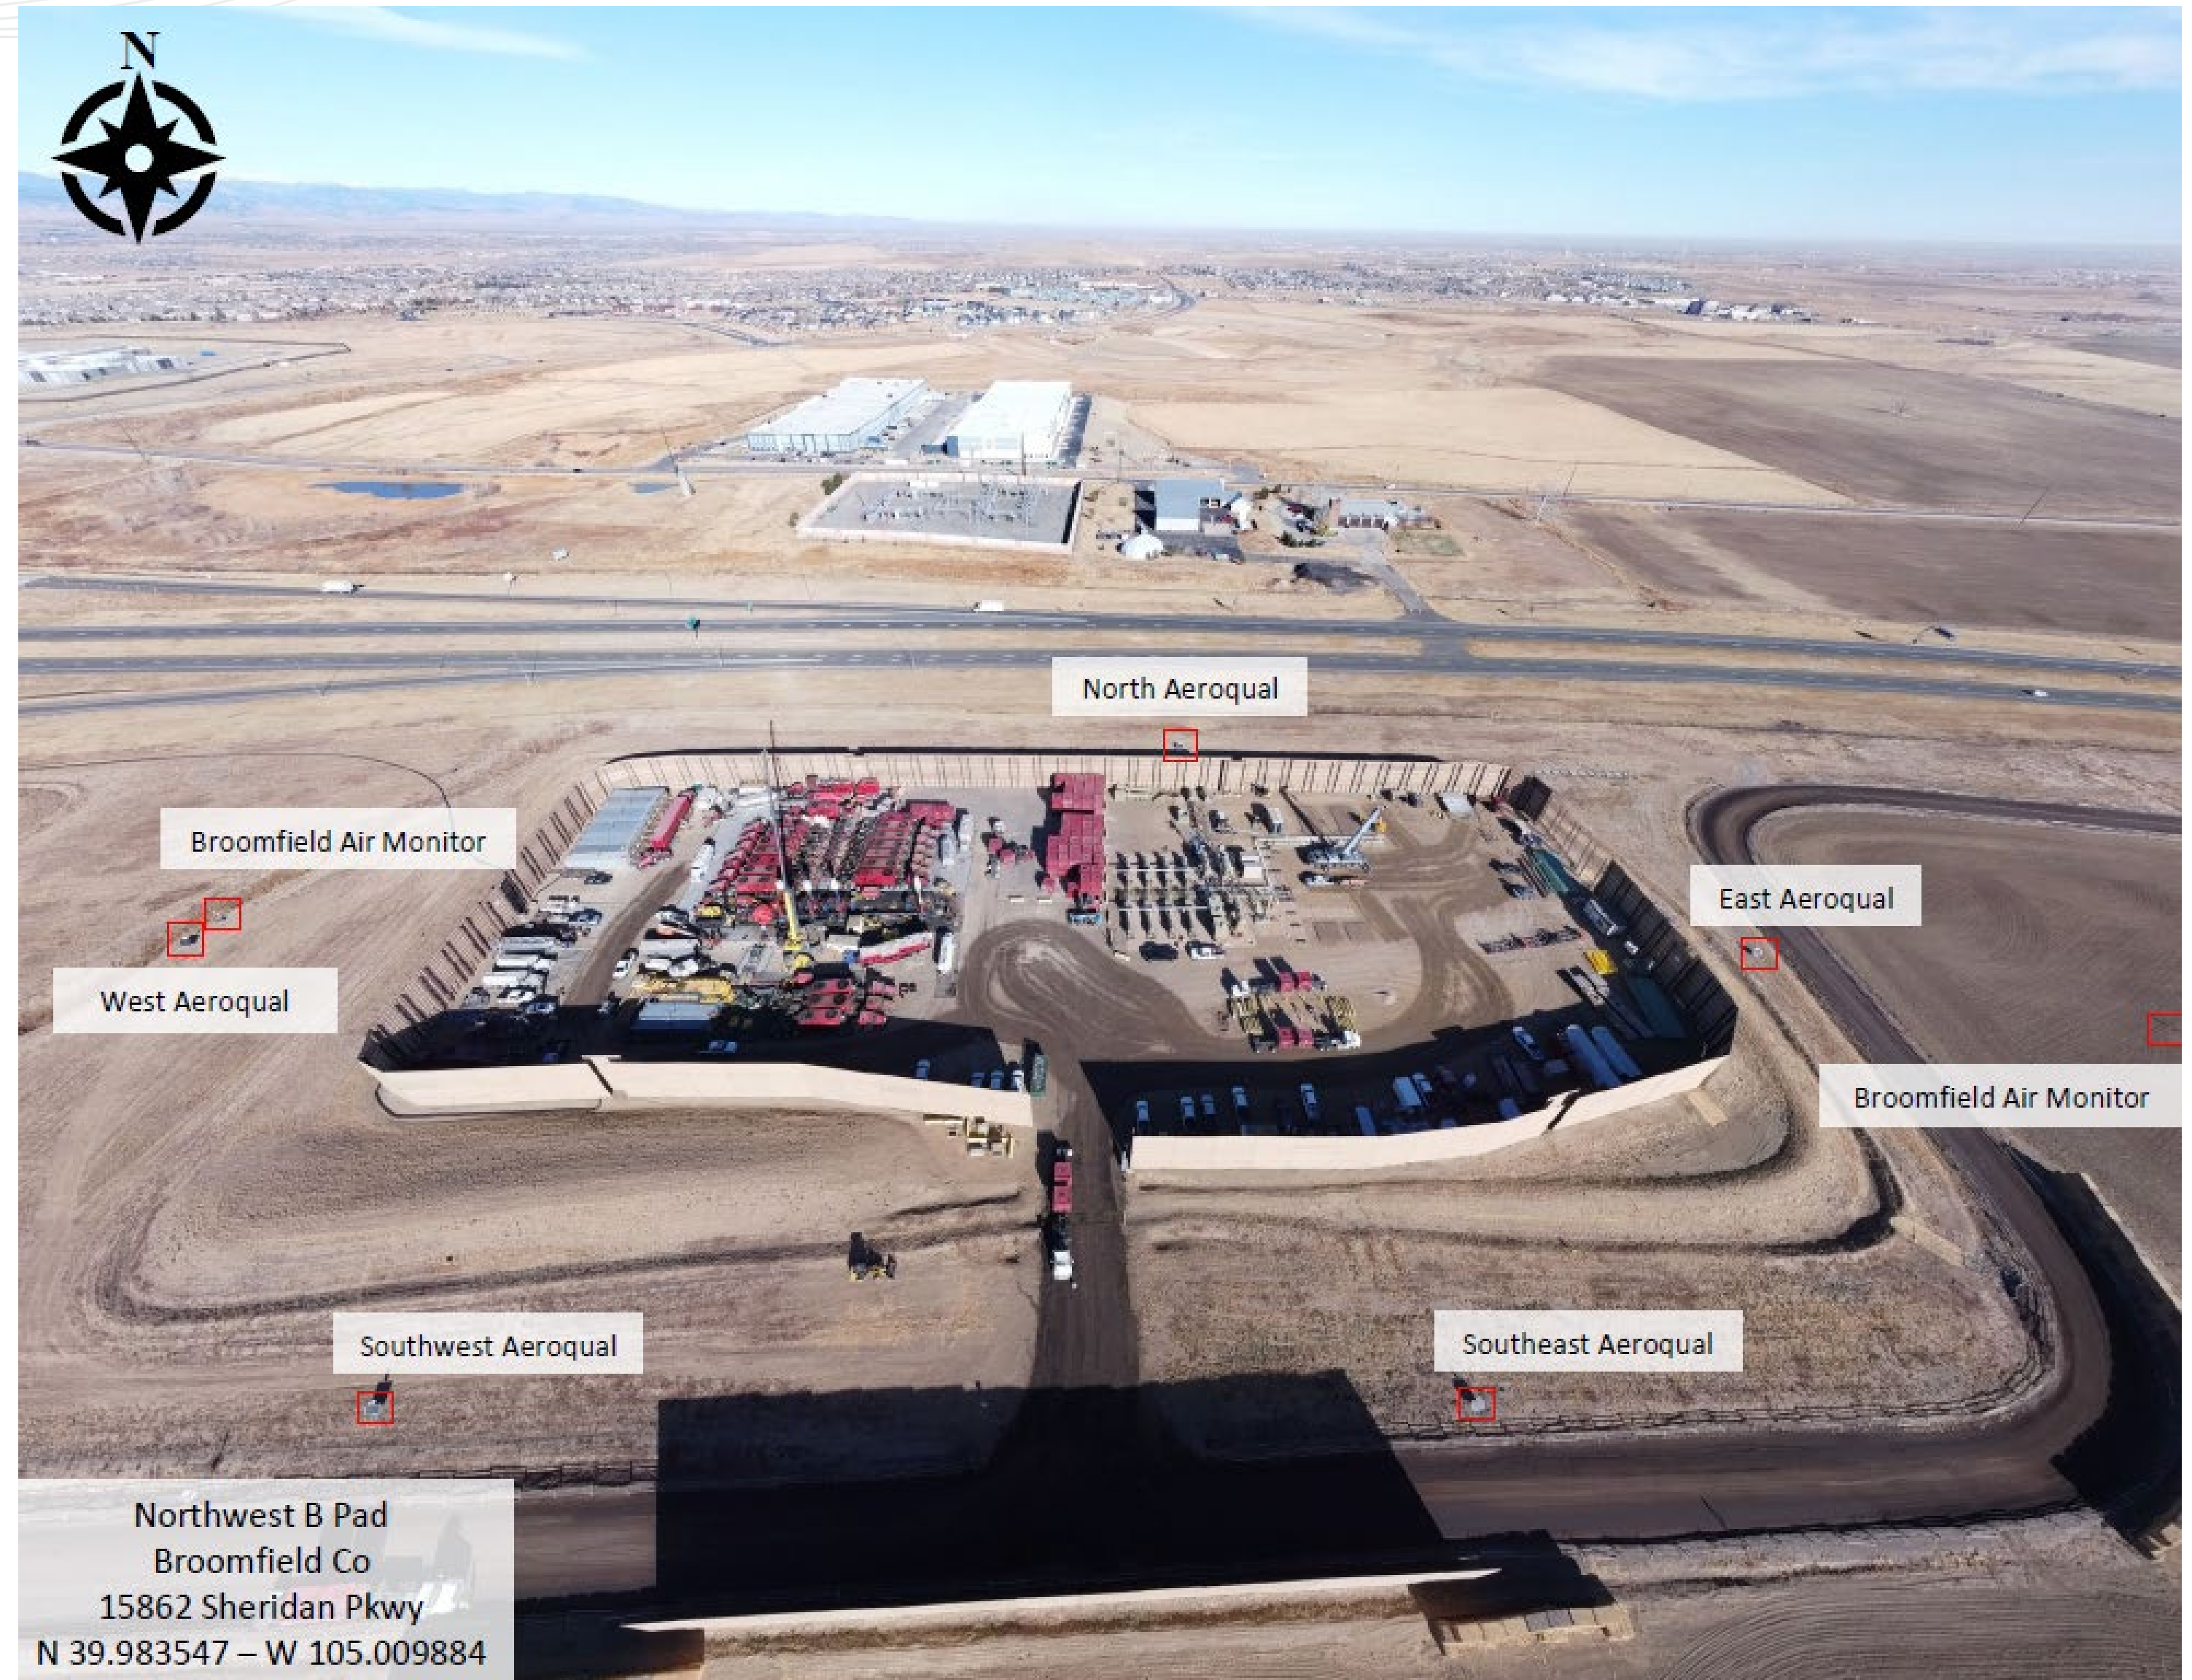 N
North Aeroqual
Broomfield Air Monitor
East Aeroqual
West Aeroqual
Broomfield Air Monitor
Southwest Aeroqual
Southeast Aeroqual
Northwest B Pad
Broomfield Co
15862 Sheridan Pkwy
N 39.983547 – W 105.009884